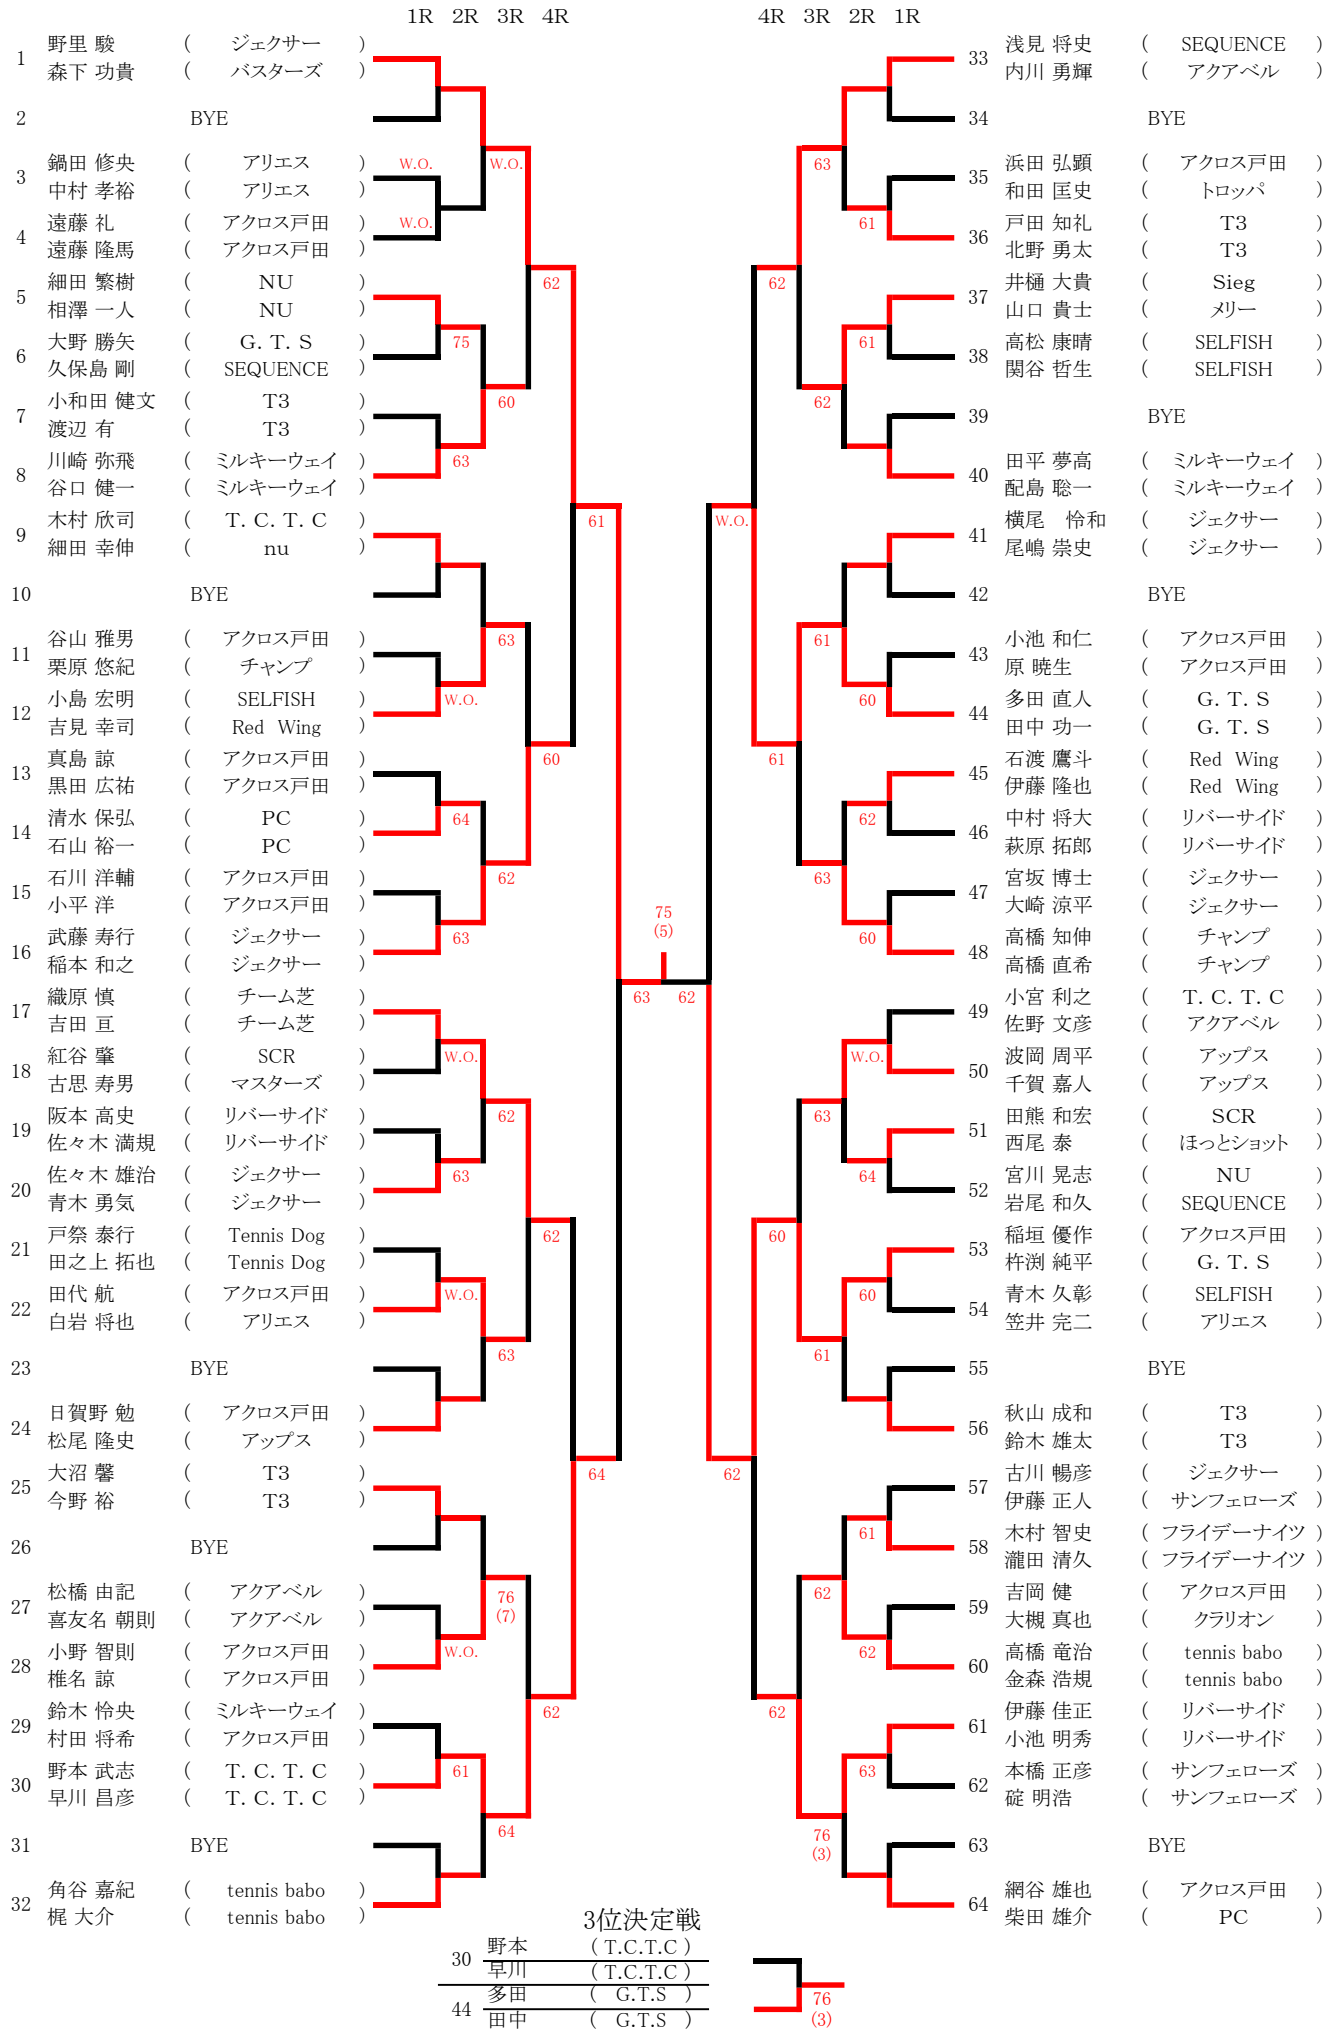 1R 2R 3R 4R
4R 3R 2R 1R
1 野里 駿 ( ジェクサー )
森下 功貴 ( バスターズ )
2 BYE
3 鍋田 修央 ( アリエス ) W.O. W.O.
中村 孝裕 ( アリエス )
4 遠藤 礼 ( アクロス戸田 ) W.O.
遠藤 隆馬 ( アクロス戸田 )
5 細田 繁樹 ( NU ) 62
相澤 一人 ( NU )
6 大野 勝矢 ( G. T. S ) 75
久保島 剛 ( SEQUENCE )
7 小和田 健文 ( T3 ) 60
渡辺 有 ( T3 )
8 川崎 弥飛 ( ミルキーウェイ ) 63
谷口 健一 ( ミルキーウェイ )
9 木村 欣司 ( T. C. T. C ) 61
細田 幸伸 ( nu )
10 BYE
11 谷山 雅男 ( アクロス戸田 ) 63
栗原 悠紀 ( チャンプ )
12 小島 宏明 ( SELFISH ) W.O.
吉見 幸司 ( Red Wing )
13 真島 諒 ( アクロス戸田 ) 60
黒田 広祐 ( アクロス戸田 )
14 清水 保弘 ( PC ) 64
石山 裕一 ( PC )
15 石川 洋輔 ( アクロス戸田 ) 62
小平 洋 ( アクロス戸田 )
16 武藤 寿行 ( ジェクサー ) 63
稲本 和之 ( ジェクサー )
17 織原 慎 ( チーム芝 )
吉田 亘 ( チーム芝 )
18 紅谷 肇 ( SCR ) W.O.
古思 寿男 ( マスターズ )
19 阪本 高史 ( リバーサイド ) 62
佐々木 満規 ( リバーサイド )
20 佐々木 雄治 ( ジェクサー ) 63
青木 勇気 ( ジェクサー )
21 戸祭 泰行 ( Tennis Dog ) 62
田之上 拓也 ( Tennis Dog )
22 田代 航 ( アクロス戸田 ) W.O.
白岩 将也 ( アリエス )
63
23 BYE
24 日賀野 勉 ( アクロス戸田 )
松尾 隆史 ( アップス )
25 大沼 馨 ( T3 ) 64
今野 裕 ( T3 )
26 BYE
27 松橋 由記 ( アクアベル ) 76
(7)
喜友名 朝則 ( アクアベル )
28 小野 智則 ( アクロス戸田 ) W.O.
椎名 諒 ( アクロス戸田 )
29 鈴木 怜央 ( ミルキーウェイ ) 62
村田 将希 ( アクロス戸田 )
30 野本 武志 ( T. C. T. C ) 61
早川 昌彦 ( T. C. T. C )
64
31 BYE
32 角谷 嘉紀 ( tennis babo )
梶 大介 ( tennis babo )
75
(5)
63 62
33 浅見 将史 ( SEQUENCE )
内川 勇輝 ( アクアベル )
34 BYE
63 35 浜田 弘顕 ( アクロス戸田 )
和田 匡史 ( トロッパ )
61 36 戸田 知礼 ( T3 )
北野 勇太 ( T3 )
62 37 井樋 大貴 ( Sieg )
山口 貴士 ( メリー )
61 38 高松 康晴 ( SELFISH )
関谷 哲生 ( SELFISH )
62 39 BYE
40 田平 夢高 ( ミルキーウェイ )
配島 聡一 ( ミルキーウェイ )
W.O. 41 横尾 怜和 ( ジェクサー )
尾嶋 崇史 ( ジェクサー )
42 BYE
61 43 小池 和仁 ( アクロス戸田 )
原 暁生 ( アクロス戸田 )
60 44 多田 直人 ( G. T. S )
田中 功一 ( G. T. S )
61 45 石渡 鷹斗 ( Red Wing )
伊藤 隆也 ( Red Wing )
62 46 中村 将大 ( リバーサイド )
萩原 拓郎 ( リバーサイド )
63 47 宮坂 博士 ( ジェクサー )
大崎 涼平 ( ジェクサー )
60 48 高橋 知伸 ( チャンプ )
高橋 直希 ( チャンプ )
49 小宮 利之 ( T. C. T. C )
佐野 文彦 ( アクアベル )
W.O. 50 波岡 周平 ( アップス )
千賀 嘉人 ( アップス )
63 51 田熊 和宏 ( SCR )
西尾 泰 ( ほっとショット )
64 52 宮川 晃志 ( NU )
岩尾 和久 ( SEQUENCE )
60 53 稲垣 優作 ( アクロス戸田 )
杵渕 純平 ( G. T. S )
60 54 青木 久彰 ( SELFISH )
笠井 完二 ( アリエス )
61 55 BYE
56 秋山 成和 ( T3 )
鈴木 雄太 ( T3 )
62 57 古川 暢彦 ( ジェクサー )
伊藤 正人 ( サンフェローズ )
61 58 木村 智史 ( フライデーナイツ )
瀧田 清久 ( フライデーナイツ )
62 59 吉岡 健 ( アクロス戸田 )
大槻 真也 ( クラリオン )
62 60 高橋 竜治 ( tennis babo )
金森 浩規 ( tennis babo )
62 61 伊藤 佳正 ( リバーサイド )
小池 明秀 ( リバーサイド )
63 62 本橋 正彦 ( サンフェローズ )
碇 明浩 ( サンフェローズ )
76
(3)
63 BYE
64 網谷 雄也 ( アクロス戸田 )
柴田 雄介 ( PC )
3位決定戦
30 野本 ( T.C.T.C )
早川 ( T.C.T.C )
44 多田 ( G.T.S )
田中 ( G.T.S )
76
(3)